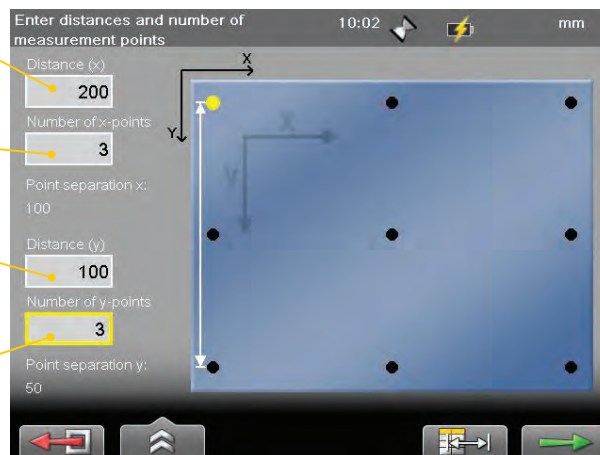 Enter distances and number of
measurement points
10:02
mm
Distance (x)
200
Number of x-points
3
Point separation x:
100
Distance (y)
100
Number of y-points
3
Point separation y:
50
X
Y
X
Y